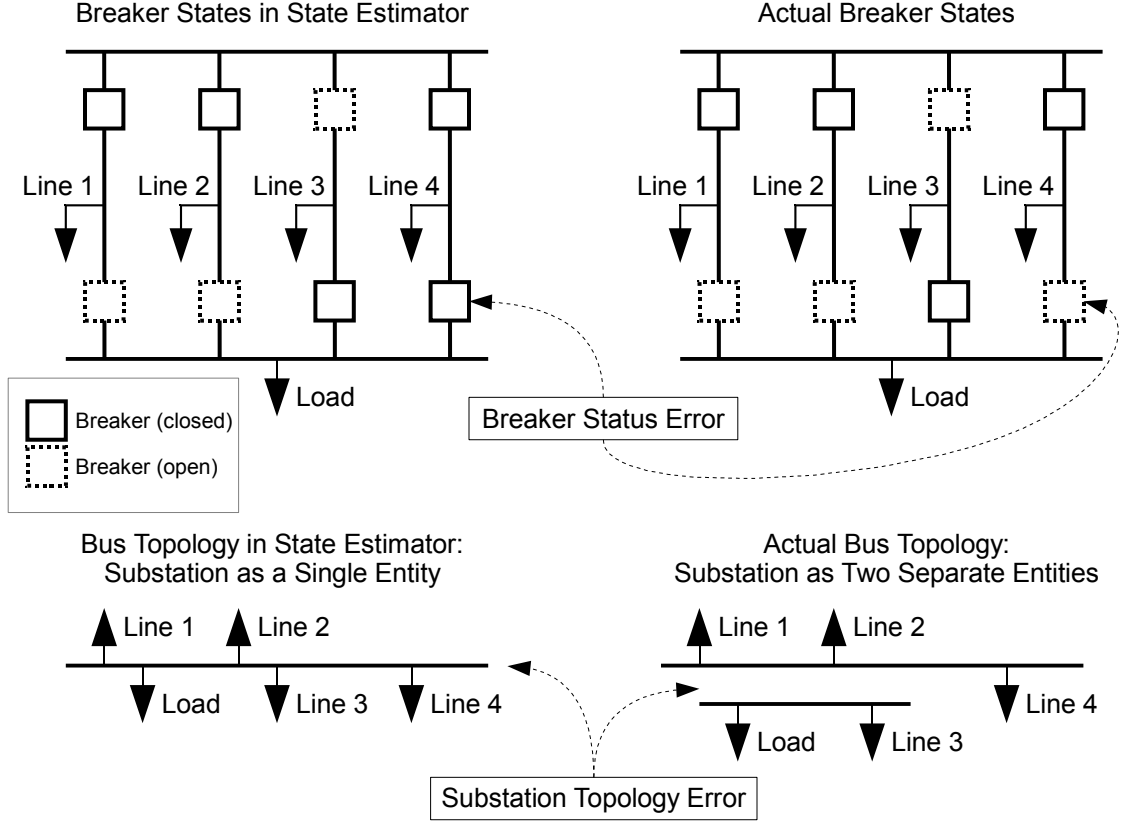 Breaker States in State Estimator
Actual Breaker States
Line 1
Line 2
Line 3
Line 4
Line 1
Line 2
Line 3
Line 4
Load
Load
Breaker (closed)
Breaker (open)
Breaker Status Error
Bus Topology in State Estimator:
Substation as a Single Entity
Actual Bus Topology:
Substation as Two Separate Entities
Line 1
Line 2
Load
Line 3
Line 4
Line 1
Line 2
Line 4
Load
Line 3
Substation Topology Error